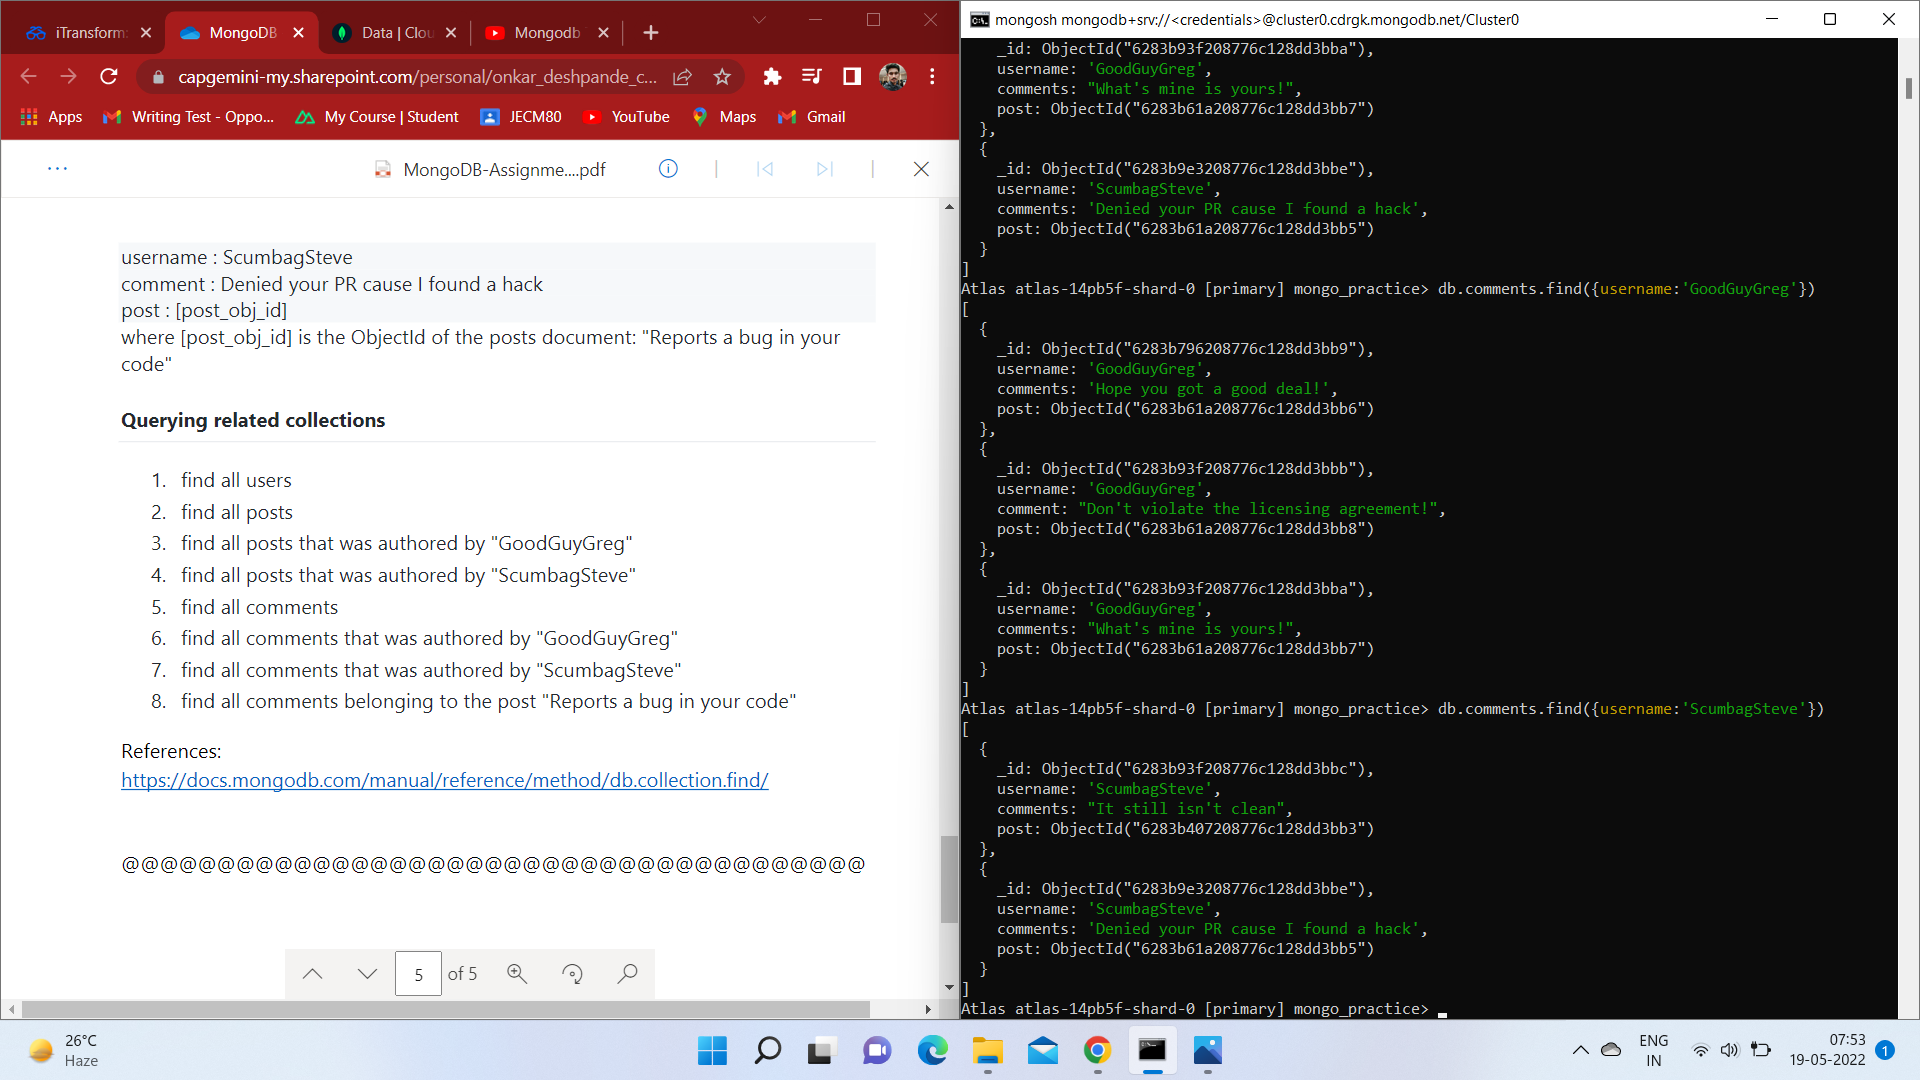 iTransform:
MongoDB
Data | Clou
Mongodb
capgemini-my.sharepoint.com/personal/onkar_deshpande_c...
Apps
Writing Test - Oppo...
My Course | Student
JECM80
YouTube
Maps
Gmail
MongoDB-Assignme....pdf
username : ScumbagSteve
comment : Denied your PR cause I found a hack
post : [post_obj_id]
where [post_obj_id] is the ObjectId of the posts document: "Reports a bug in your
code"
Querying related collections
1. find all users
2. find all posts
3. find all posts that was authored by "GoodGuyGreg"
4. find all posts that was authored by "ScumbagSteve"
5. find all comments
6. find all comments that was authored by "GoodGuyGreg"
7. find all comments that was authored by "ScumbagSteve"
8. find all comments belonging to the post "Reports a bug in your code"
References:
https://docs.mongodb.com/manual/reference/method/db.collection.find/
@@@@@@@@@@@@@@@@@@@@@@@@@@@@@@@@@@@@@@@
5 of 5
mongosh mongodb+srv://<credentials>@cluster0.cdrgk.mongodb.net/Cluster0
_id: ObjectId("6283b93f208776c128dd3bba"),
username: 'GoodGuyGreg',
comments: "What's mine is yours!",
post: ObjectId("6283b61a208776c128dd3bb7")
},
{
_id: ObjectId("6283b9e3208776c128dd3bbe"),
username: 'ScumbagSteve',
comments: 'Denied your PR cause I found a hack',
post: ObjectId("6283b61a208776c128dd3bb5")
}
]
Atlas atlas-14pb5f-shard-0 [primary] mongo_practice> db.comments.find({username:'GoodGuyGreg'})
[
{
_id: ObjectId("6283b796208776c128dd3bb9"),
username: 'GoodGuyGreg',
comments: 'Hope you got a good deal!',
post: ObjectId("6283b61a208776c128dd3bb6")
},
{
_id: ObjectId("6283b93f208776c128dd3bbb"),
username: 'GoodGuyGreg',
comment: "Don't violate the licensing agreement!",
post: ObjectId("6283b61a208776c128dd3bb8")
},
{
_id: ObjectId("6283b93f208776c128dd3bba"),
username: 'GoodGuyGreg',
comments: "What's mine is yours!",
post: ObjectId("6283b61a208776c128dd3bb7")
}
]
Atlas atlas-14pb5f-shard-0 [primary] mongo_practice> db.comments.find({username:'ScumbagSteve'})
[
{
_id: ObjectId("6283b93f208776c128dd3bbc"),
username: 'ScumbagSteve',
comments: "It still isn't clean",
post: ObjectId("6283b407208776c128dd3bb3")
},
{
_id: ObjectId("6283b9e3208776c128dd3bbe"),
username: 'ScumbagSteve',
comments: 'Denied your PR cause I found a hack',
post: ObjectId("6283b61a208776c128dd3bb5")
}
]
Atlas atlas-14pb5f-shard-0 [primary] mongo_practice>
26°C
Haze
ENG
IN
07:53
19-05-2022
1